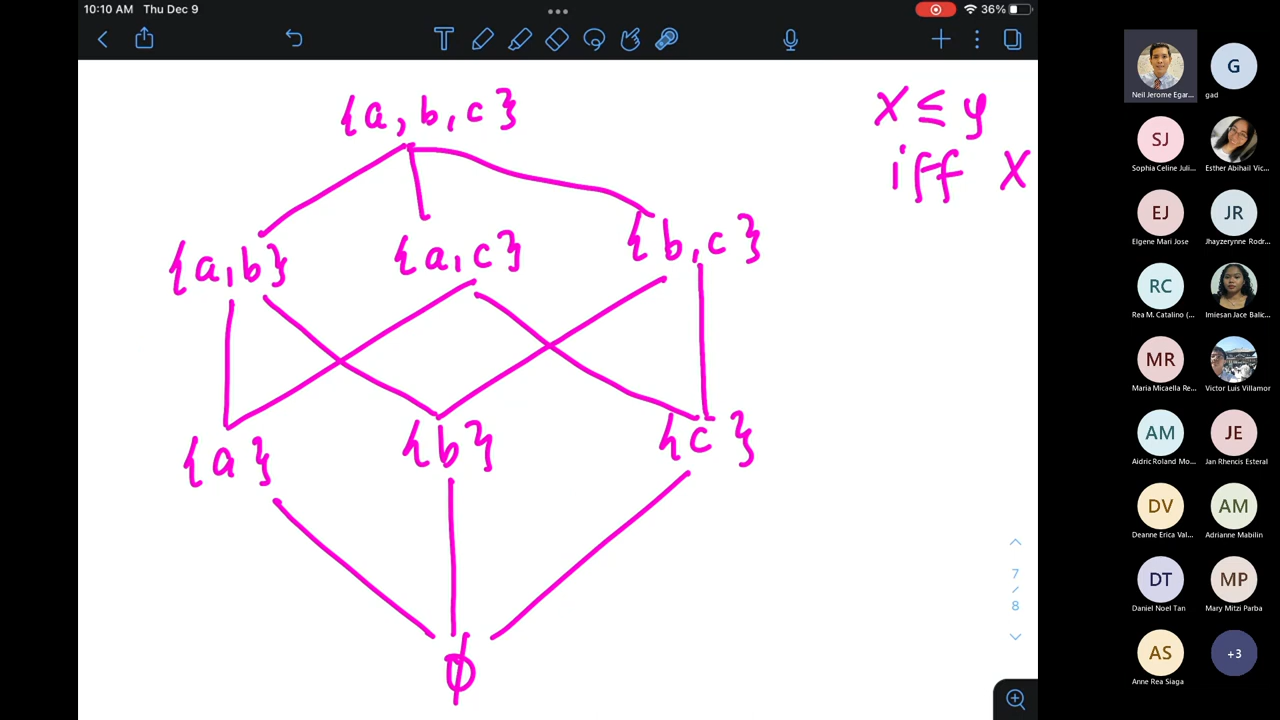 10:10 AM Thu Dec 9
36%
{a, b, c}
x ≤ y
iff x
{a,b}
{a,c}
{b,c}
{a}
{b}
{c}
∅
7
/
8
Neil Jerome Egar...
G
gad
SJ
Sophia Celine Juli...
Esther Abihail Vic...
EJ
Elgene Mari Jose
JR
Jhayzerynne Rodr...
RC
Rea M. Catalino (...
Imiesan Jace Balic...
MR
Maria Micaella Re...
Victor Luis Villamor
AM
Aidric Roland Mo...
JE
Jan Rhencis Esteral
DV
Deanne Erica Val...
AM
Adrianne Mabilin
DT
Daniel Noel Tan
MP
Mary Mitzi Parba
AS
Anne Rea Siaga
+3